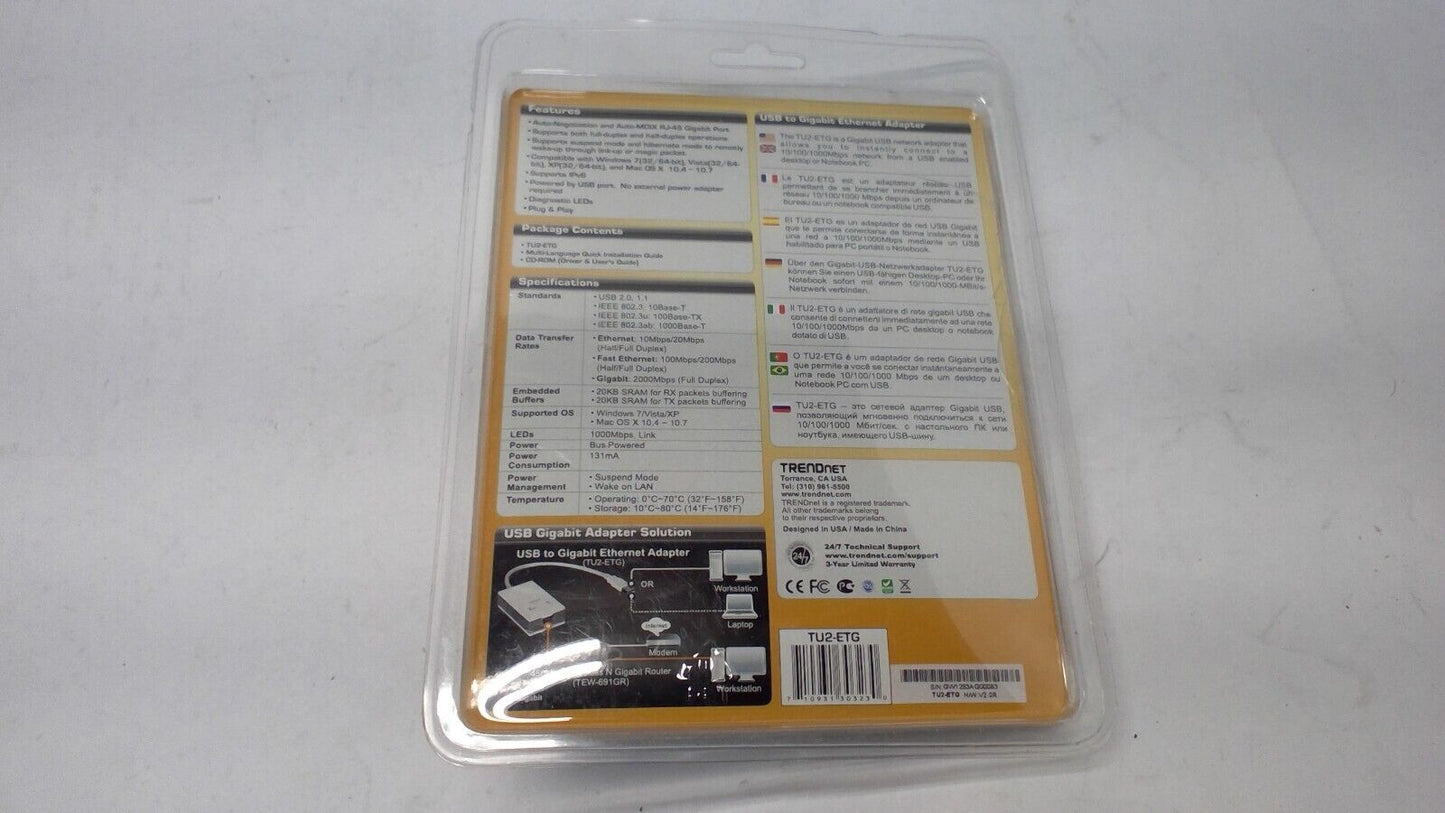 Features
• Auto-Negotiation and Auto-MDIX RJ-45 Gigabit Port
• Supports both full-duplex and half-duplex operations
• Supports suspend mode and hibernate mode to remotely
wake-up through link-up or magic packet
• Compatible with Windows 7(32/64-bit), Vista(32/64-
bit), XP(32/64-bit), and Mac OS X 10.4 ~ 10.7
• Supports IPv6
• Powered by USB port. No external power adapter
required
• Diagnostic LEDs
• Plug & Play
Package Contents
• TU2-ETG
• Multi-Language Quick Installation Guide
• CD-ROM (Driver & User's Guide)
Specifications
Standards
• USB 2.0, 1.1
• IEEE 802.3: 10Base-T
• IEEE 802.3u: 100Base-TX
• IEEE 802.3ab: 1000Base-T
Data Transfer
Rates
• Ethernet: 10Mbps/20Mbps
(Half/Full Duplex)
• Fast Ethernet: 100Mbps/200Mbps
(Half/Full Duplex)
• Gigabit: 2000Mbps (Full Duplex)
Embedded
Buffers
• 20KB SRAM for RX packets buffering
• 20KB SRAM for TX packets buffering
Supported OS
• Windows 7/Vista/XP
• Mac OS X 10.4 ~ 10.7
LEDs
1000Mbps, Link
Power
Bus Powered
Power
Consumption
131mA
Power
Management
• Suspend Mode
• Wake on LAN
Temperature
• Operating: 0°C~70°C (32°F~158°F)
• Storage: 10°C~80°C (14°F~176°F)
USB Gigabit Adapter Solution
USB to Gigabit Ethernet Adapter
(TU2-ETG)
OR
Workstation
Laptop
Internet
Modem
N Gigabit Router
(TEW-691GR)
Workstation
USB to Gigabit Ethernet Adapter
The TU2-ETG is a Gigabit USB network adapter that
allows you to instantly connect to a
10/100/1000Mbps network from a USB enabled
desktop or Notebook PC.
Le TU2-ETG est un adaptateur réseau USB
permettant de se brancher immédiatement à un
réseau 10/100/1000 Mbps depuis un ordinateur de
bureau ou un notebook compatible USB.
El TU2-ETG es un adaptador de red USB Gigabit
que le permite conectarse de forma instantánea a
una red a 10/100/1000Mbps mediante un USB
habilitado para PC portátil o Notebook.
Über den Gigabit-USB-Netzwerkadapter TU2-ETG
können Sie einen USB-fähigen Desktop-PC oder Ihr
Notebook sofort mit einem 10/100/1000-MBit/s-
Netzwerk verbinden.
Il TU2-ETG è un adattatore di rete gigabit USB che
consente di connetterVi immediatamente ad una rete
10/100/1000Mbps da un PC desktop o notebook
dotato di USB.
O TU2-ETG é um adaptador de rede Gigabit USB
que permite a você se conectar instantâneamente a
uma rede 10/100/1000 Mbps de um desktop ou
Notebook PC com USB.
TU2-ETG – это сетевой адаптер Gigabit USB,
позволяющий мгновенно подключиться к сети
10/100/1000 Мбит/сек. с настольного ПК или
ноутбука, имеющего USB-шину.
TRENDNET
Torrance, CA USA
Tel: (310) 961-5500
www.trendnet.com
TRENDnet is a registered trademark.
All other trademarks belong
to their respective proprietors.
Designed in USA / Made in China
24/7
24/7 Technical Support
www.trendnet.com/support
3-Year Limited Warranty
CE FC
TU2-ETG
7 10931 30323 0
TU2-ETG H/W: V2.0R